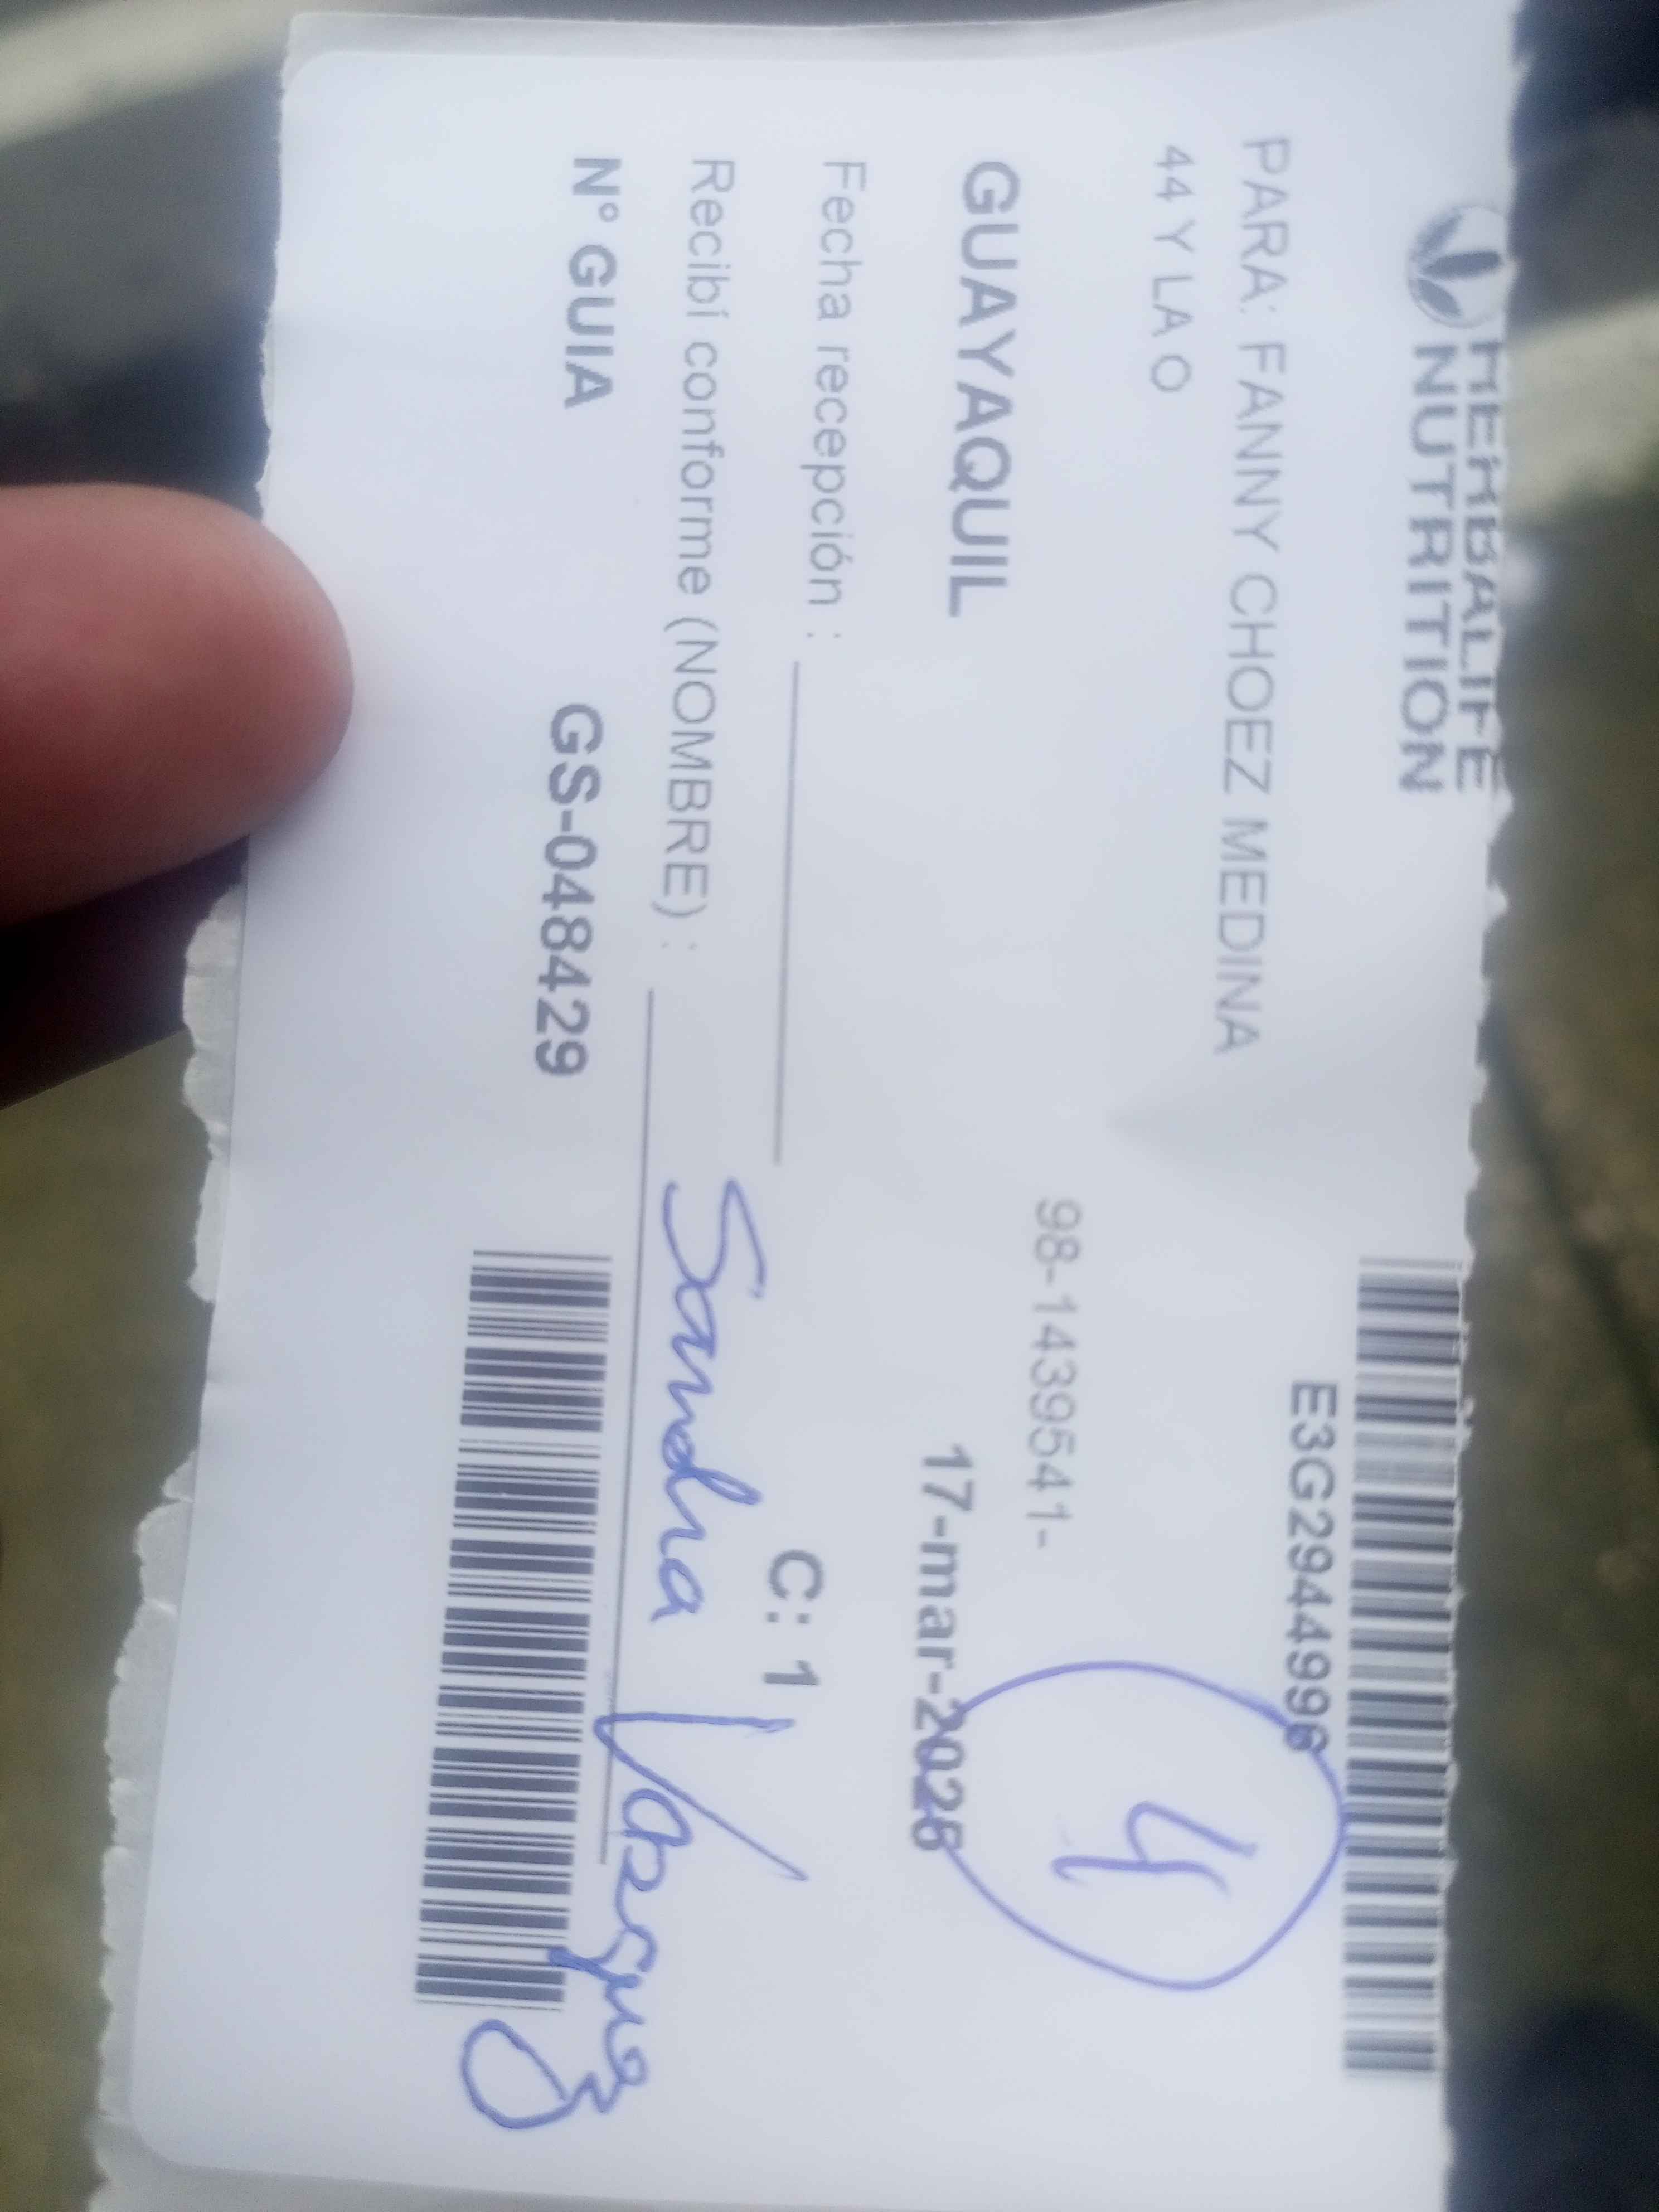 HERBALIFE
NUTRITION
E3G2944996
PARA: FANNY CHOEZ MEDINA
44 Y LA O
4
98-1439541-
GUAYAQUIL
17-mar-2026
Fecha recepción :
C: 1
Recibí conforme (NOMBRE) : Sandra Vasquez
N° GUIA GS-048429